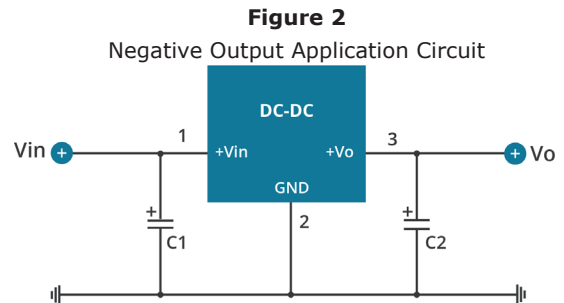 Figure 2
Negative Output Application Circuit
DC-DC
1
3
Vin +
+Vin
+Vo
+ Vo
GND
2
+
C1
+
C2